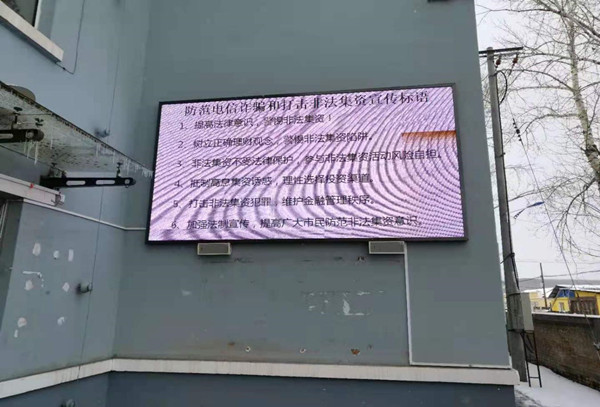 防范电信诈骗和打击非法集资宣传标语
1、提高法律意识，警惕非法集资！
2、树立正确理财观念，警惕非法集资陷阱。
3、非法集资不受法律保护，参与非法集资活动风险自担。
4、抵制高息集资诱惑，理性选择投资渠道。
5、打击非法集资犯罪，维护金融管理秩序。
6、加强法制宣传，提高广大市民防范非法集资意识。